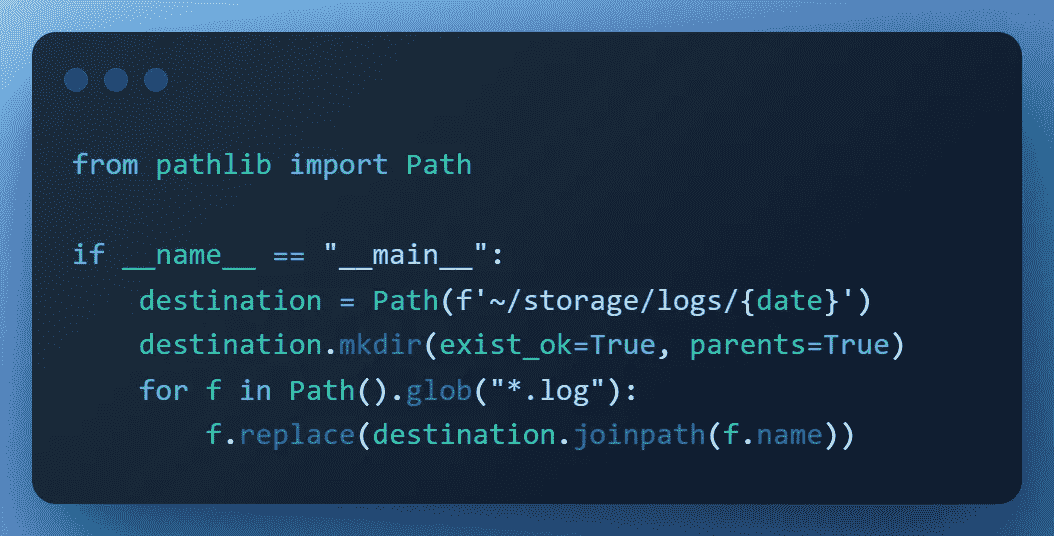 from pathlib import Path
if __name__ == "__main__":
    destination = Path(f'~/storage/logs/{date}')
    destination.mkdir(exist_ok=True, parents=True)
    for f in Path().glob("*.log"):
        f.replace(destination.joinpath(f.name))